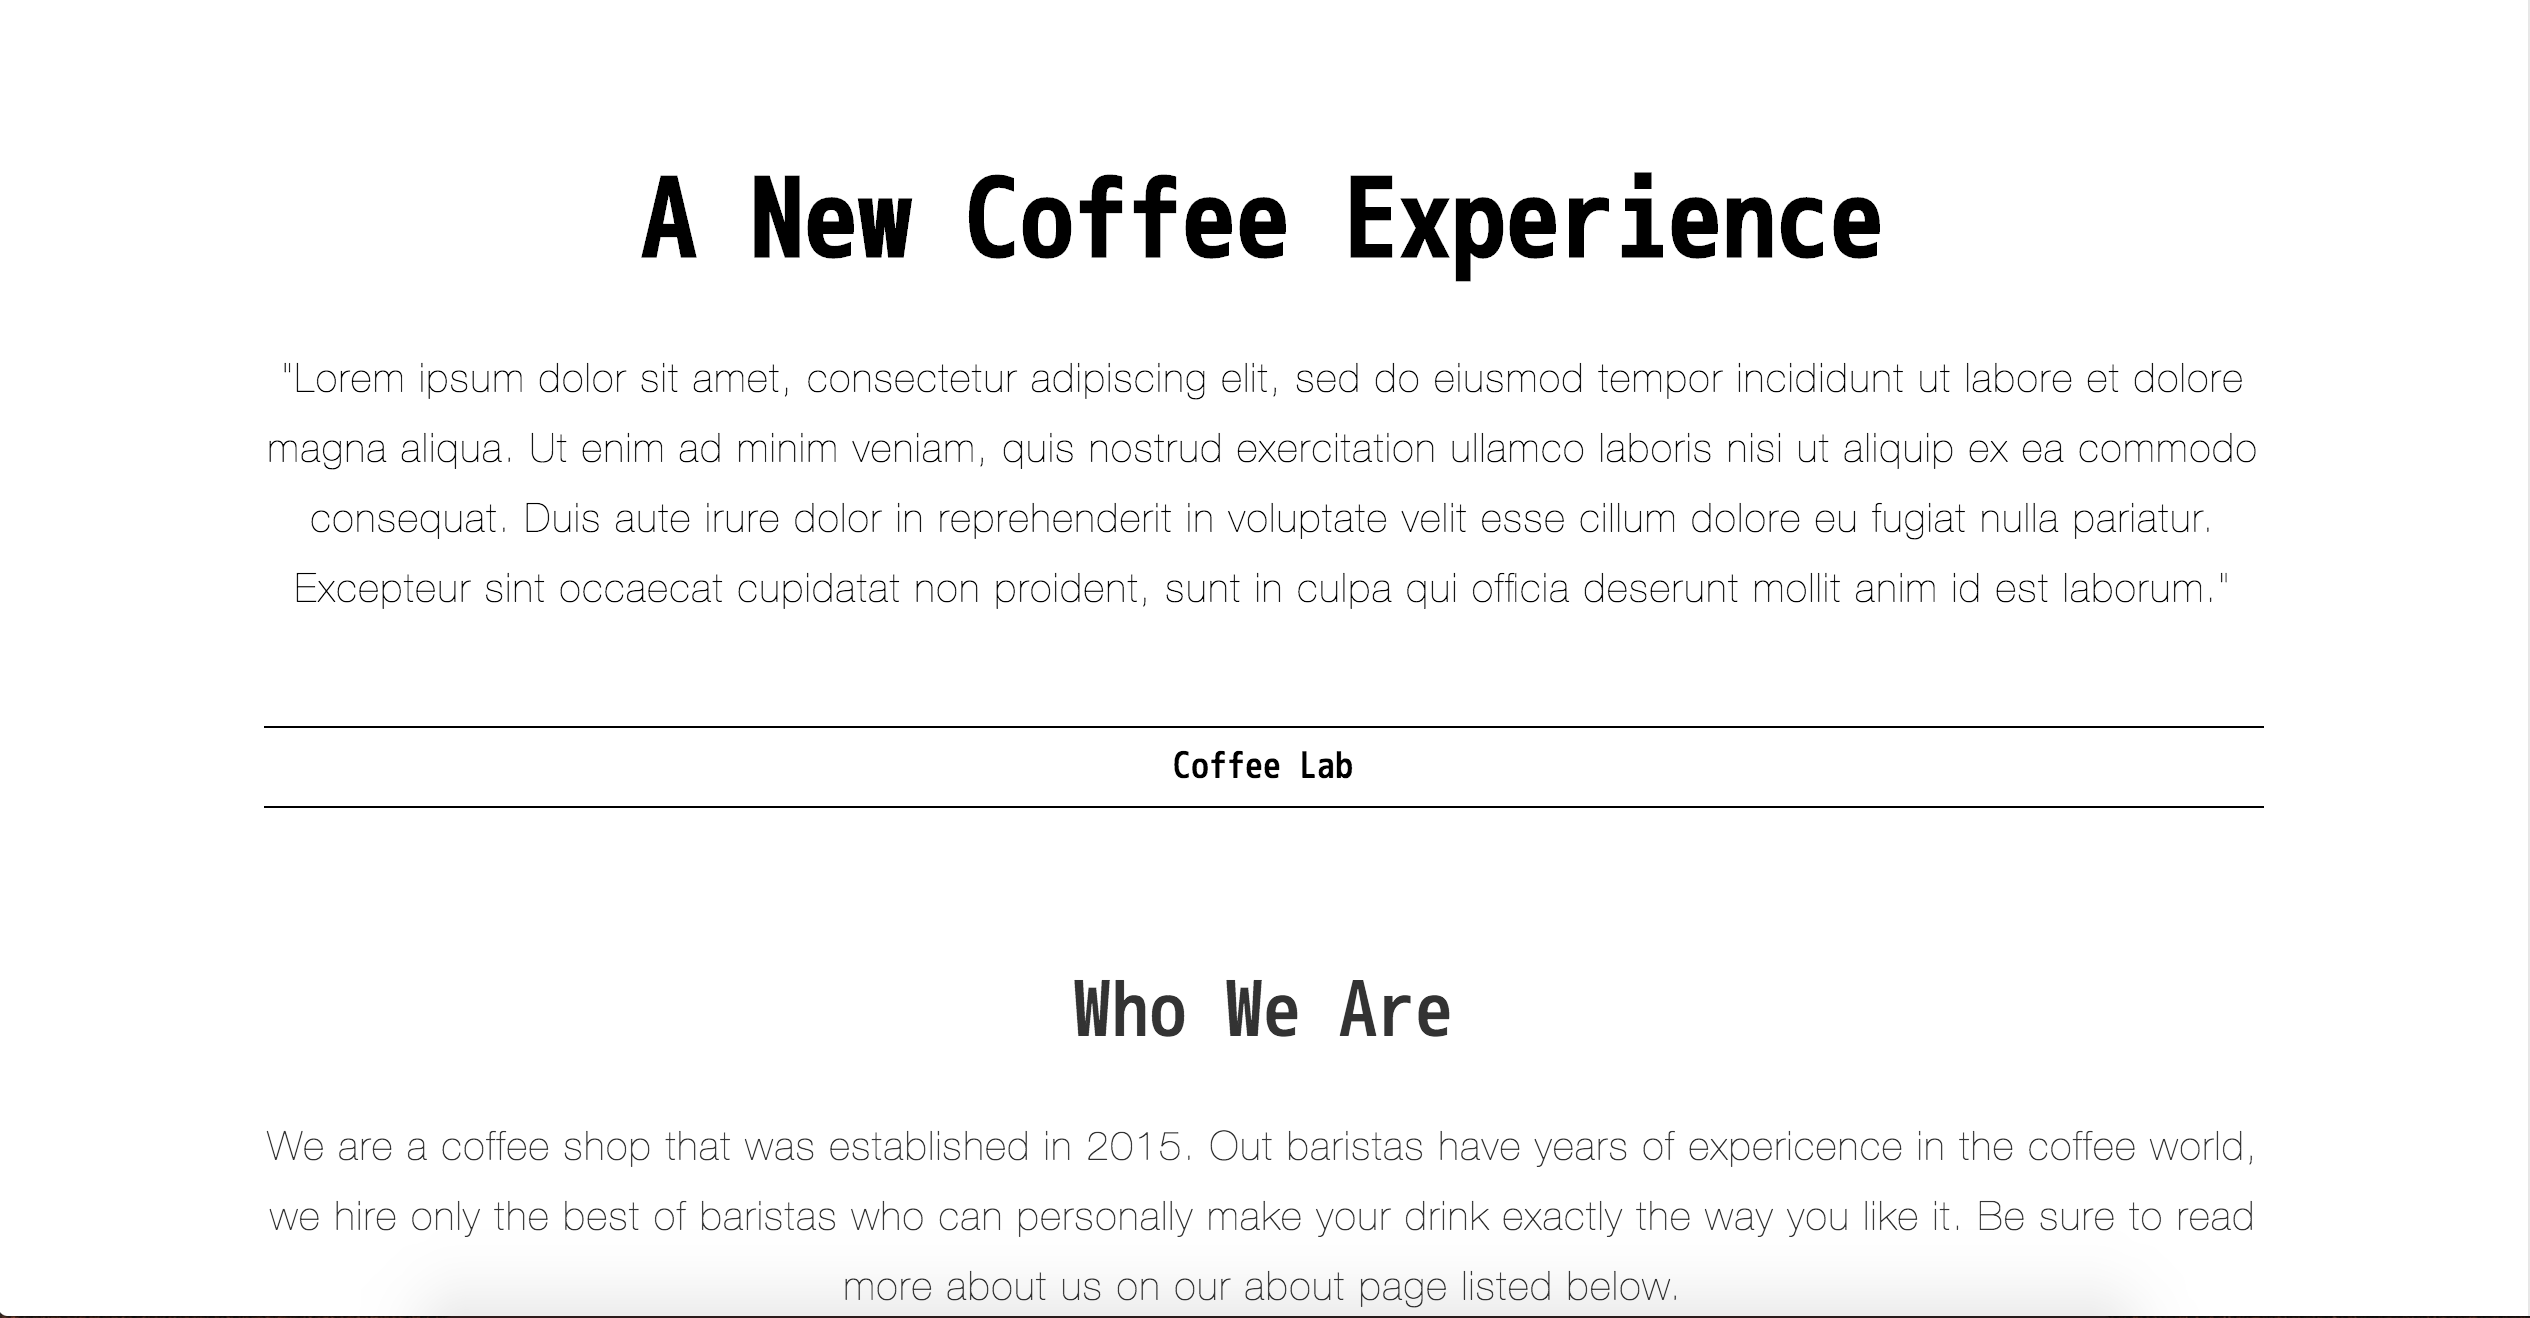 A New Coffee Experience
"Lorem ipsum dolor sit amet, consectetur adipiscing elit, sed do eiusmod tempor incididunt ut labore et dolore
magna aliqua. Ut enim ad minim veniam, quis nostrud exercitation ullamco laboris nisi ut aliquip ex ea commodo
consequat. Duis aute irure dolor in reprehenderit in voluptate velit esse cillum dolore eu fugiat nulla pariatur.
Excepteur sint occaecat cupidatat non proident, sunt in culpa qui officia deserunt mollit anim id est laborum."
Coffee Lab
Who We Are
We are a coffee shop that was established in 2015. Out baristas have years of expericence in the coffee world,
we hire only the best of baristas who can personally make your drink exactly the way you like it. Be sure to read
more about us on our about page listed below.